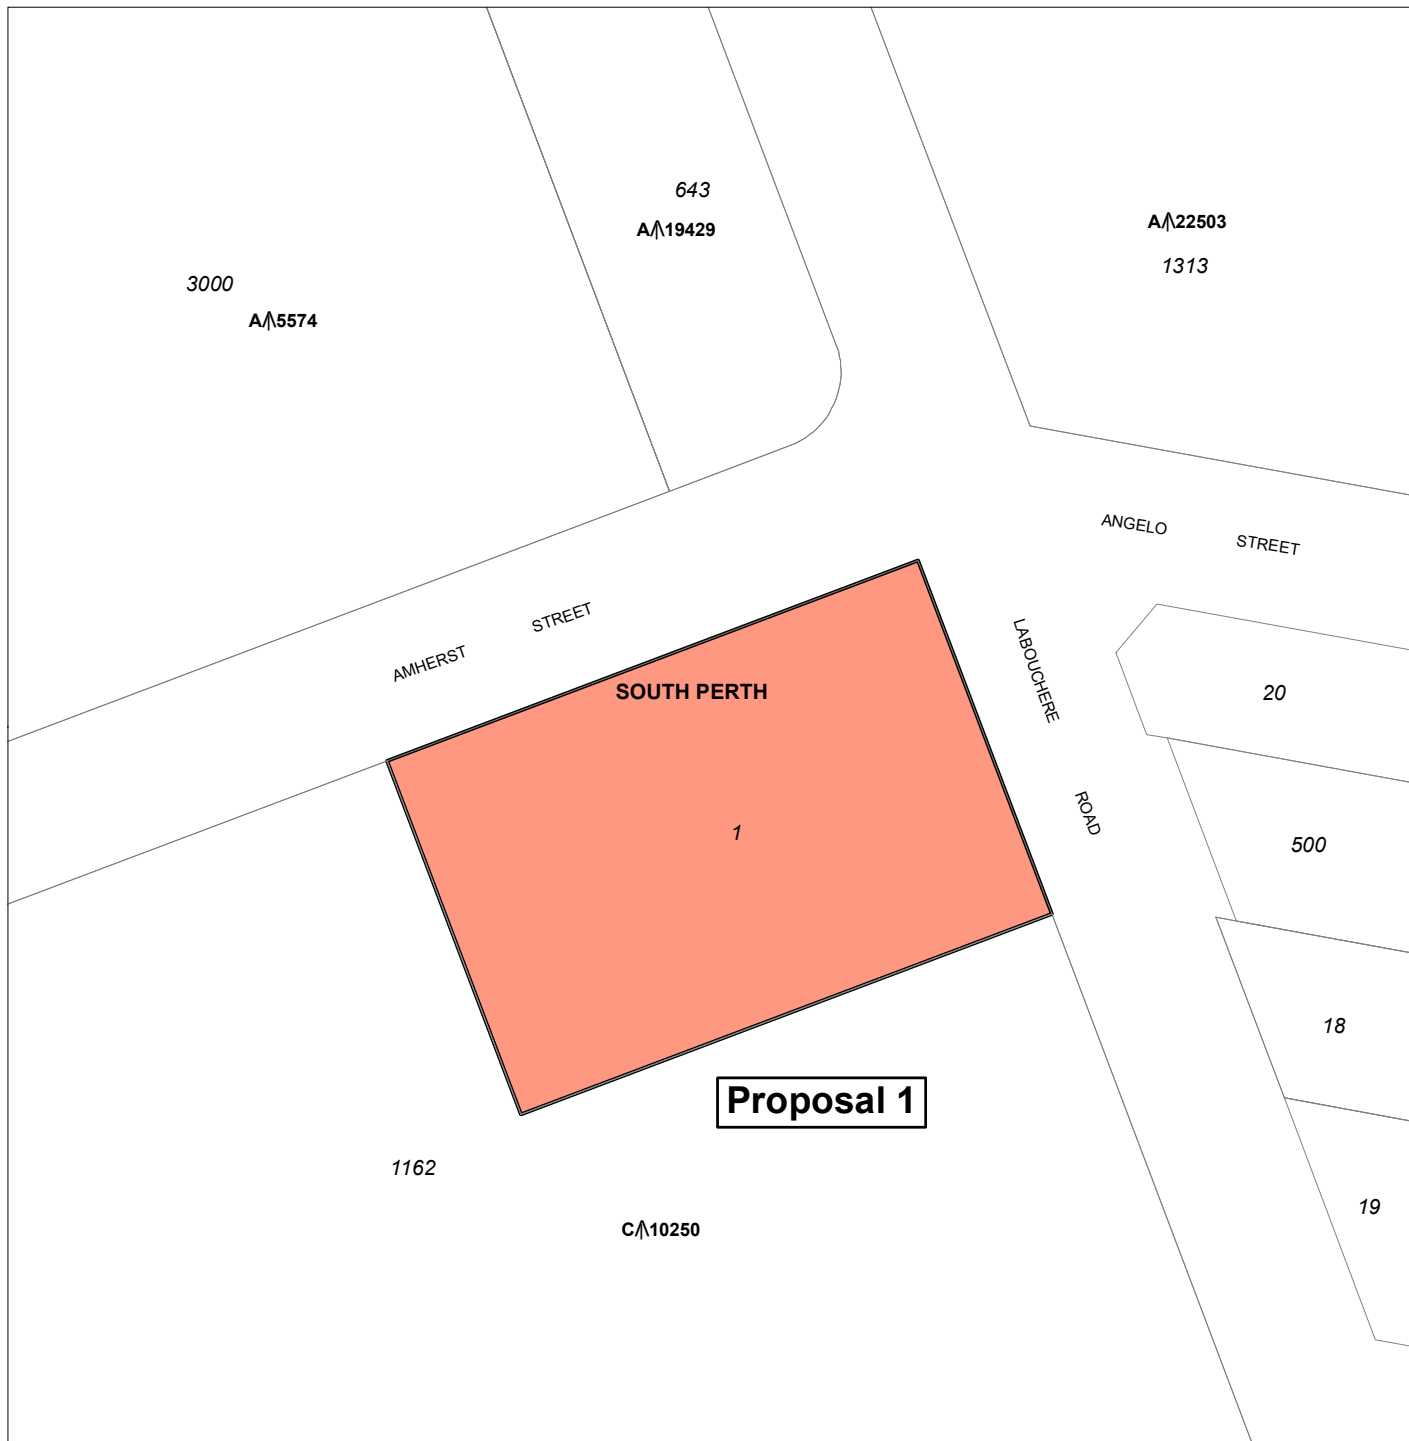 643
A/|\19429
A/|\22503
1313
3000
A/|\5574
ANGELO STREET
AMHERST STREET
LABOUCHERE ROAD
SOUTH PERTH
20
1
500
18
Proposal 1
1162
19
C/|\10250